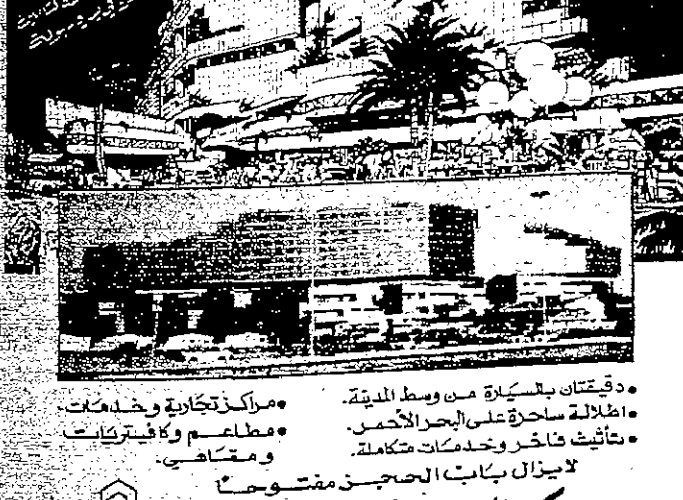 • دقيقتان بالسيارة من وسط المدينة.
• اطلالة ساحرة على البحر الأحمر.
• تأثيث فاخر وخدمات متكاملة.
• مراكز تجارية وخدمات.
• مطاعم وكافيتريات
ومقاهي.
لايزال باب الحجز مفتوحاً